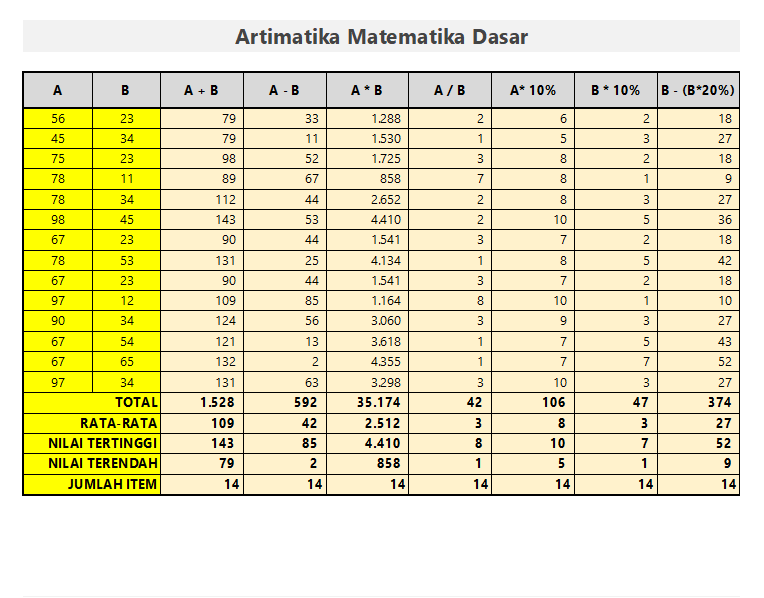 Artimatika Matematika Dasar
A B A + B A - B A * B A / B A* 10% B * 10% B - (B*20%)
56 23 79 33 1.288 2 6 2 18
45 34 79 11 1.530 1 5 3 27
75 23 98 52 1.725 3 8 2 18
78 11 89 67 858 7 8 1 9
78 34 112 44 2.652 2 8 3 27
98 45 143 53 4.410 2 10 5 36
67 23 90 44 1.541 3 7 2 18
78 53 131 25 4.134 1 8 5 42
67 23 90 44 1.541 3 7 2 18
97 12 109 85 1.164 8 10 1 10
90 34 124 56 3.060 3 9 3 27
67 54 121 13 3.618 1 7 5 43
67 65 132 2 4.355 1 7 7 52
97 34 131 63 3.298 3 10 3 27
TOTAL 1.528 592 35.174 42 106 47 374
RATA-RATA 109 42 2.512 3 8 3 27
NILAI TERTINGGI 143 85 4.410 8 10 7 52
NILAI TERENDAH 79 2 858 1 5 1 9
JUMLAH ITEM 14 14 14 14 14 14 14